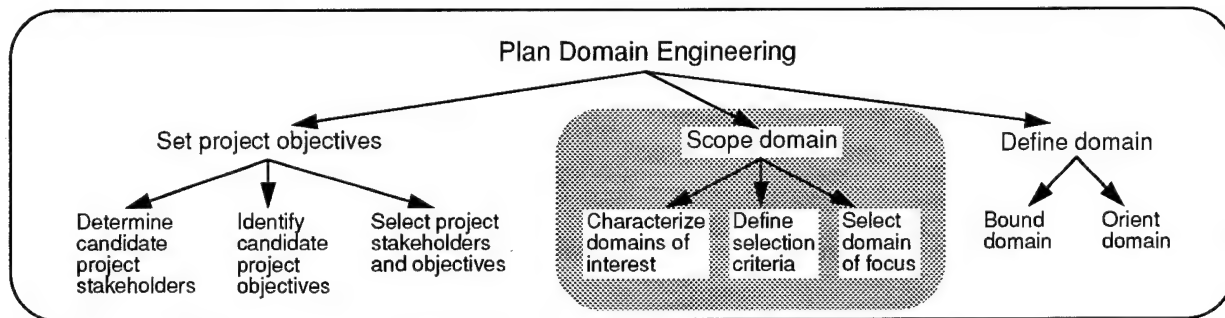 Plan Domain Engineering
Set project objectives
Scope domain
Define domain
Determine
candidate
project
stakeholders
Identify
candidate
project
objectives
Select project
stakeholders
and objectives
Characterize
domains of
interest
Define
selection
criteria
Select
domain
of focus
Bound
domain
Orient
domain